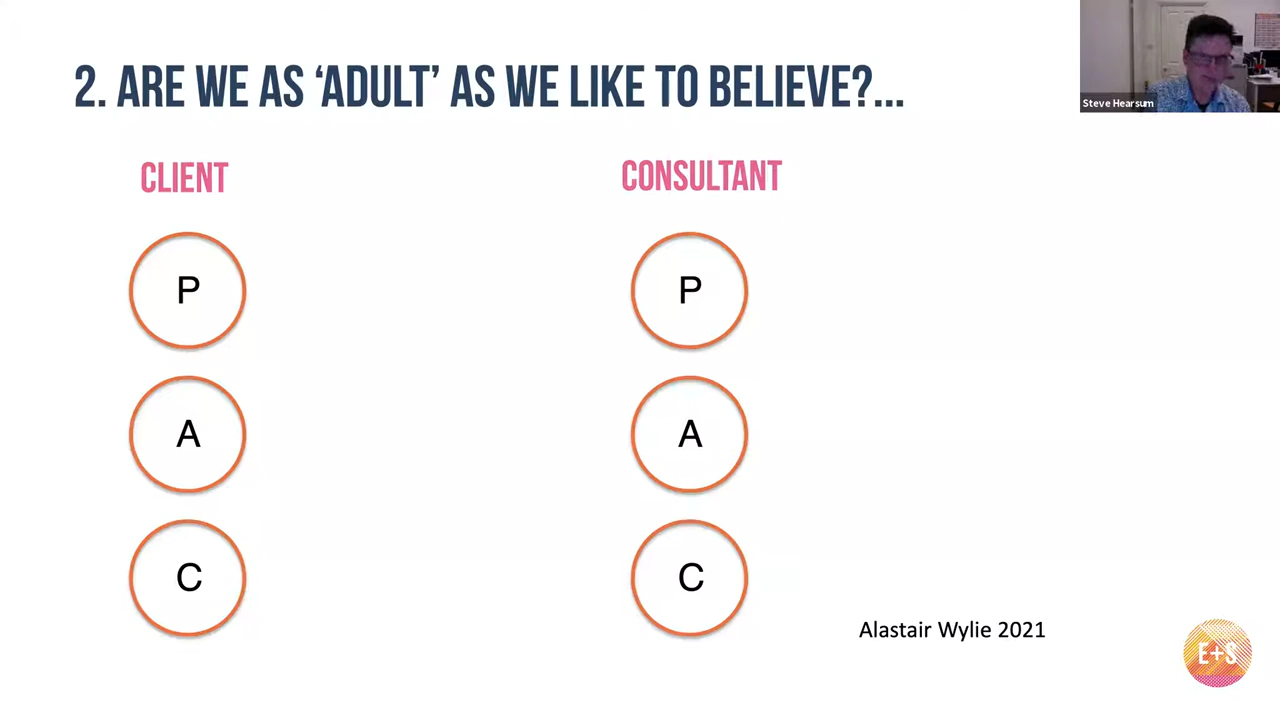 2. ARE WE AS ‘ADULT’ AS WE LIKE TO BELIEVE?...
Steve Hearsum
CLIENT
CONSULTANT
P
P
A
A
C
C
Alastair Wylie 2021
E+S